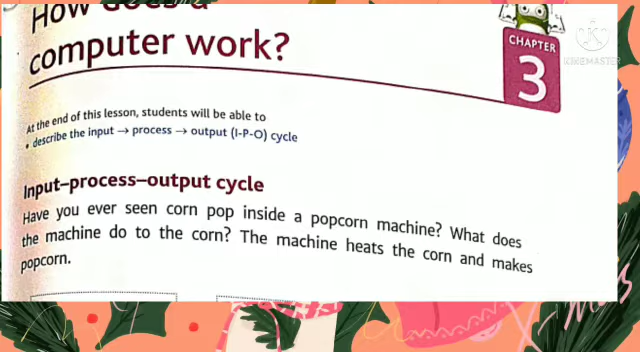 How does a
computer work?
CHAPTER
3
KINEMASTER
At the end of this lesson, students will be able to
• describe the input → process → output (I-P-O) cycle
Input–process–output cycle
Have you ever seen corn pop inside a popcorn machine? What does
the machine do to the corn? The machine heats the corn and makes
popcorn.